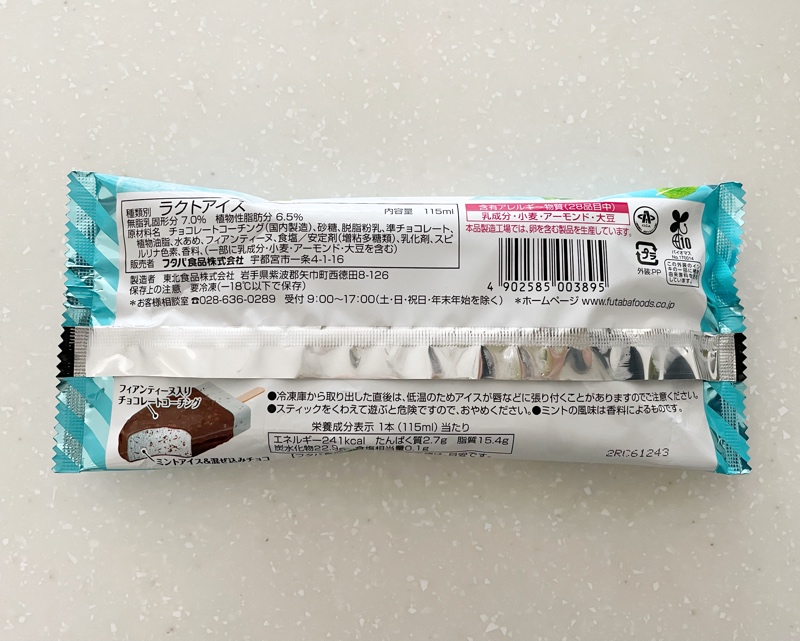 種類別 ラクトアイス 内容量 115ml
無脂乳固形分 7.0% 植物性脂肪分 6.5%
原材料名 チョコレートコーチング(国内製造)、砂糖、脱脂粉乳、準チョコレート、
植物油脂、水あめ、フィアンティーヌ、食塩/安定剤(増粘多糖類)、乳化剤、スピ
ルリナ色素、香料、(一部に乳成分・小麦・アーモンド・大豆を含む)
販売者 フタバ食品株式会社 宇都宮市一条4-1-16
製造者 東北食品株式会社 岩手県紫波郡矢巾町西徳田8-126
保存上の注意 要冷凍(-18℃以下で保存)
*お客様相談室☎028-636-0289 受付 9:00〜17:00(土・日・祝日・年末年始を除く) *ホームページ www.futabafoods.co.jp
含有アレルギー物質(28品目中)
乳成分・小麦・アーモンド・大豆
本品製造工場では、卵を含む製品を生産しています。
4 902585 003895
外装:PP
バイオマス
No.170014
フィアンティーヌ入り
チョコレートコーチング
ミントアイス&混ぜ込みチョコ
●冷凍庫から取り出した直後は、低温のためアイスが唇などに張り付くことがありますのでご注意ください。
●スティックをくわえて遊ぶと危険ですので、おやめください。●ミントの風味は香料によるものです。
栄養成分表示 1本(115ml)当たり
エネルギー241kcal たんぱく質2.7g 脂質15.4g
炭水化物22.9g 食塩相当量0.1g
2RC61243